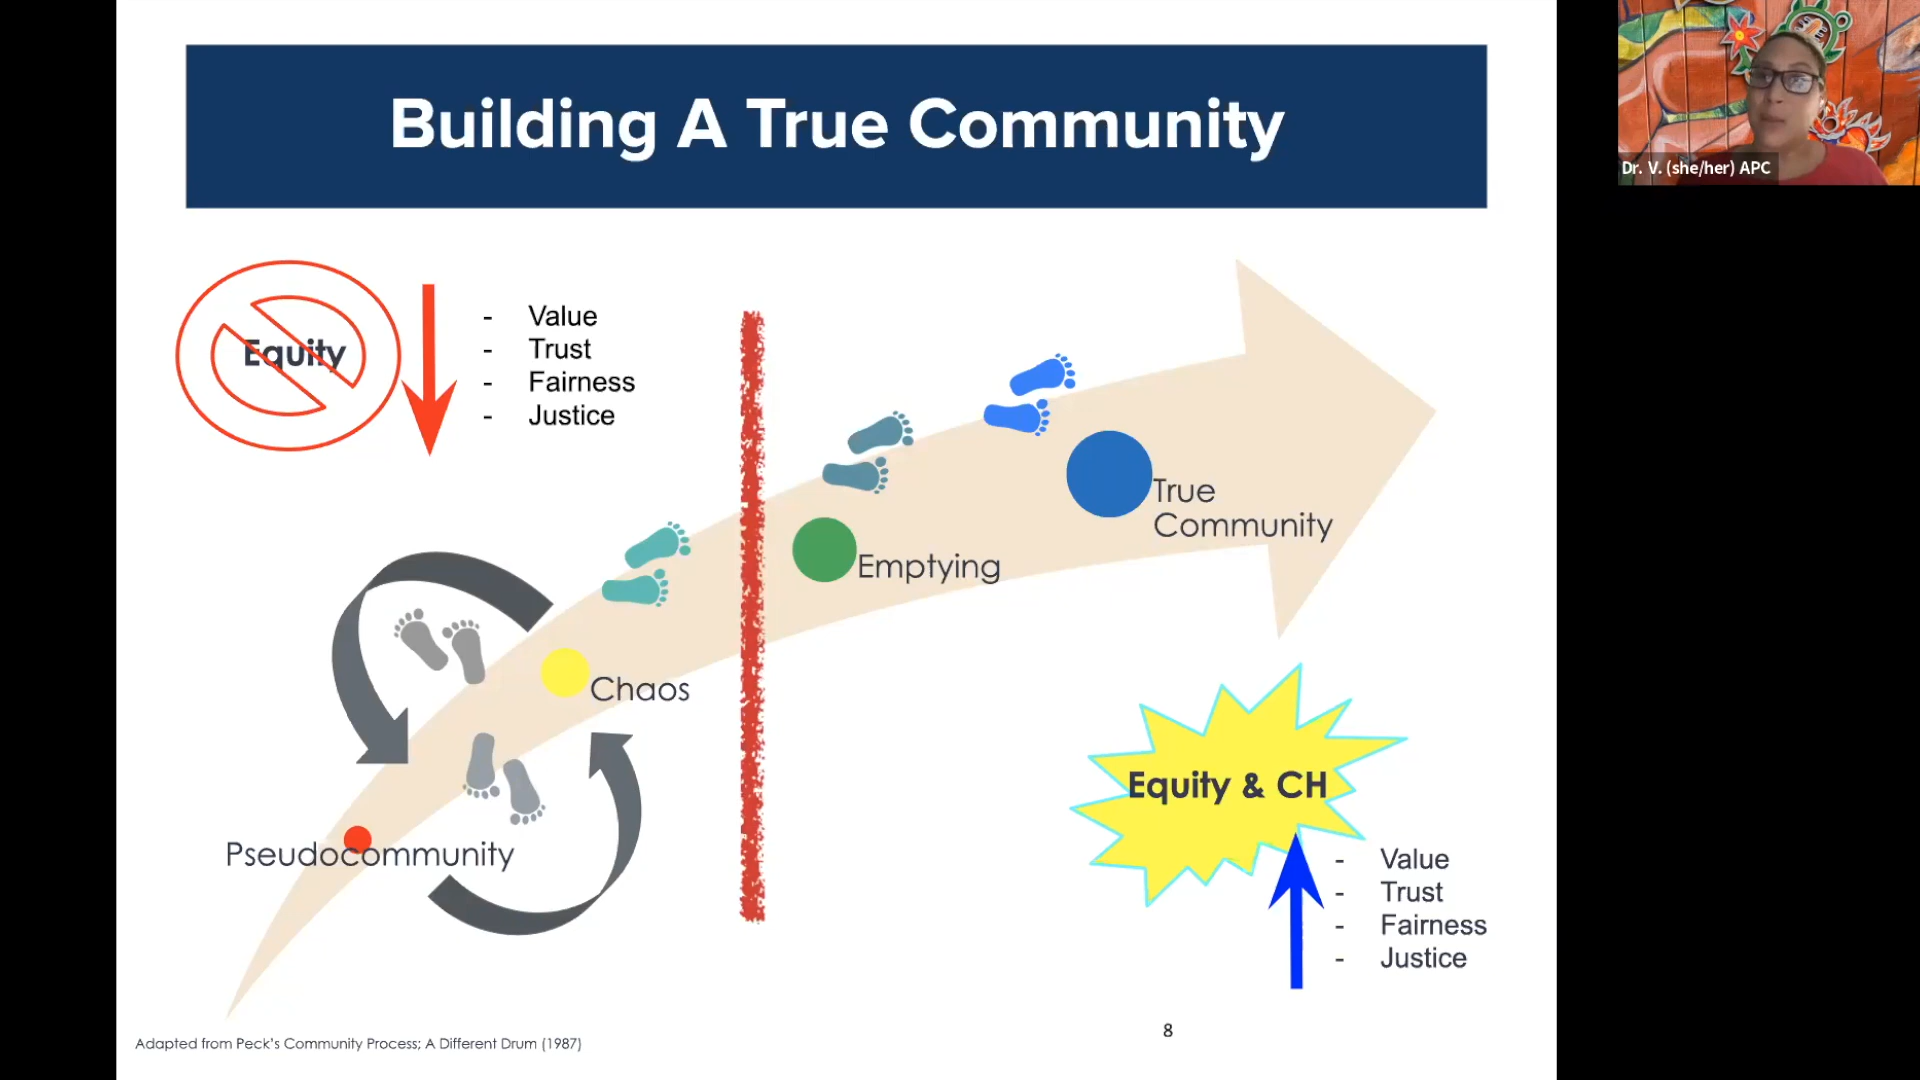 Building A True Community
Dr. V. (she/her) APC
Equity
- Value
- Trust
- Fairness
- Justice
True
Community
Emptying
Chaos
Pseudocommunity
Equity & CH
- Value
- Trust
- Fairness
- Justice
8
Adapted from Peck's Community Process; A Different Drum (1987)